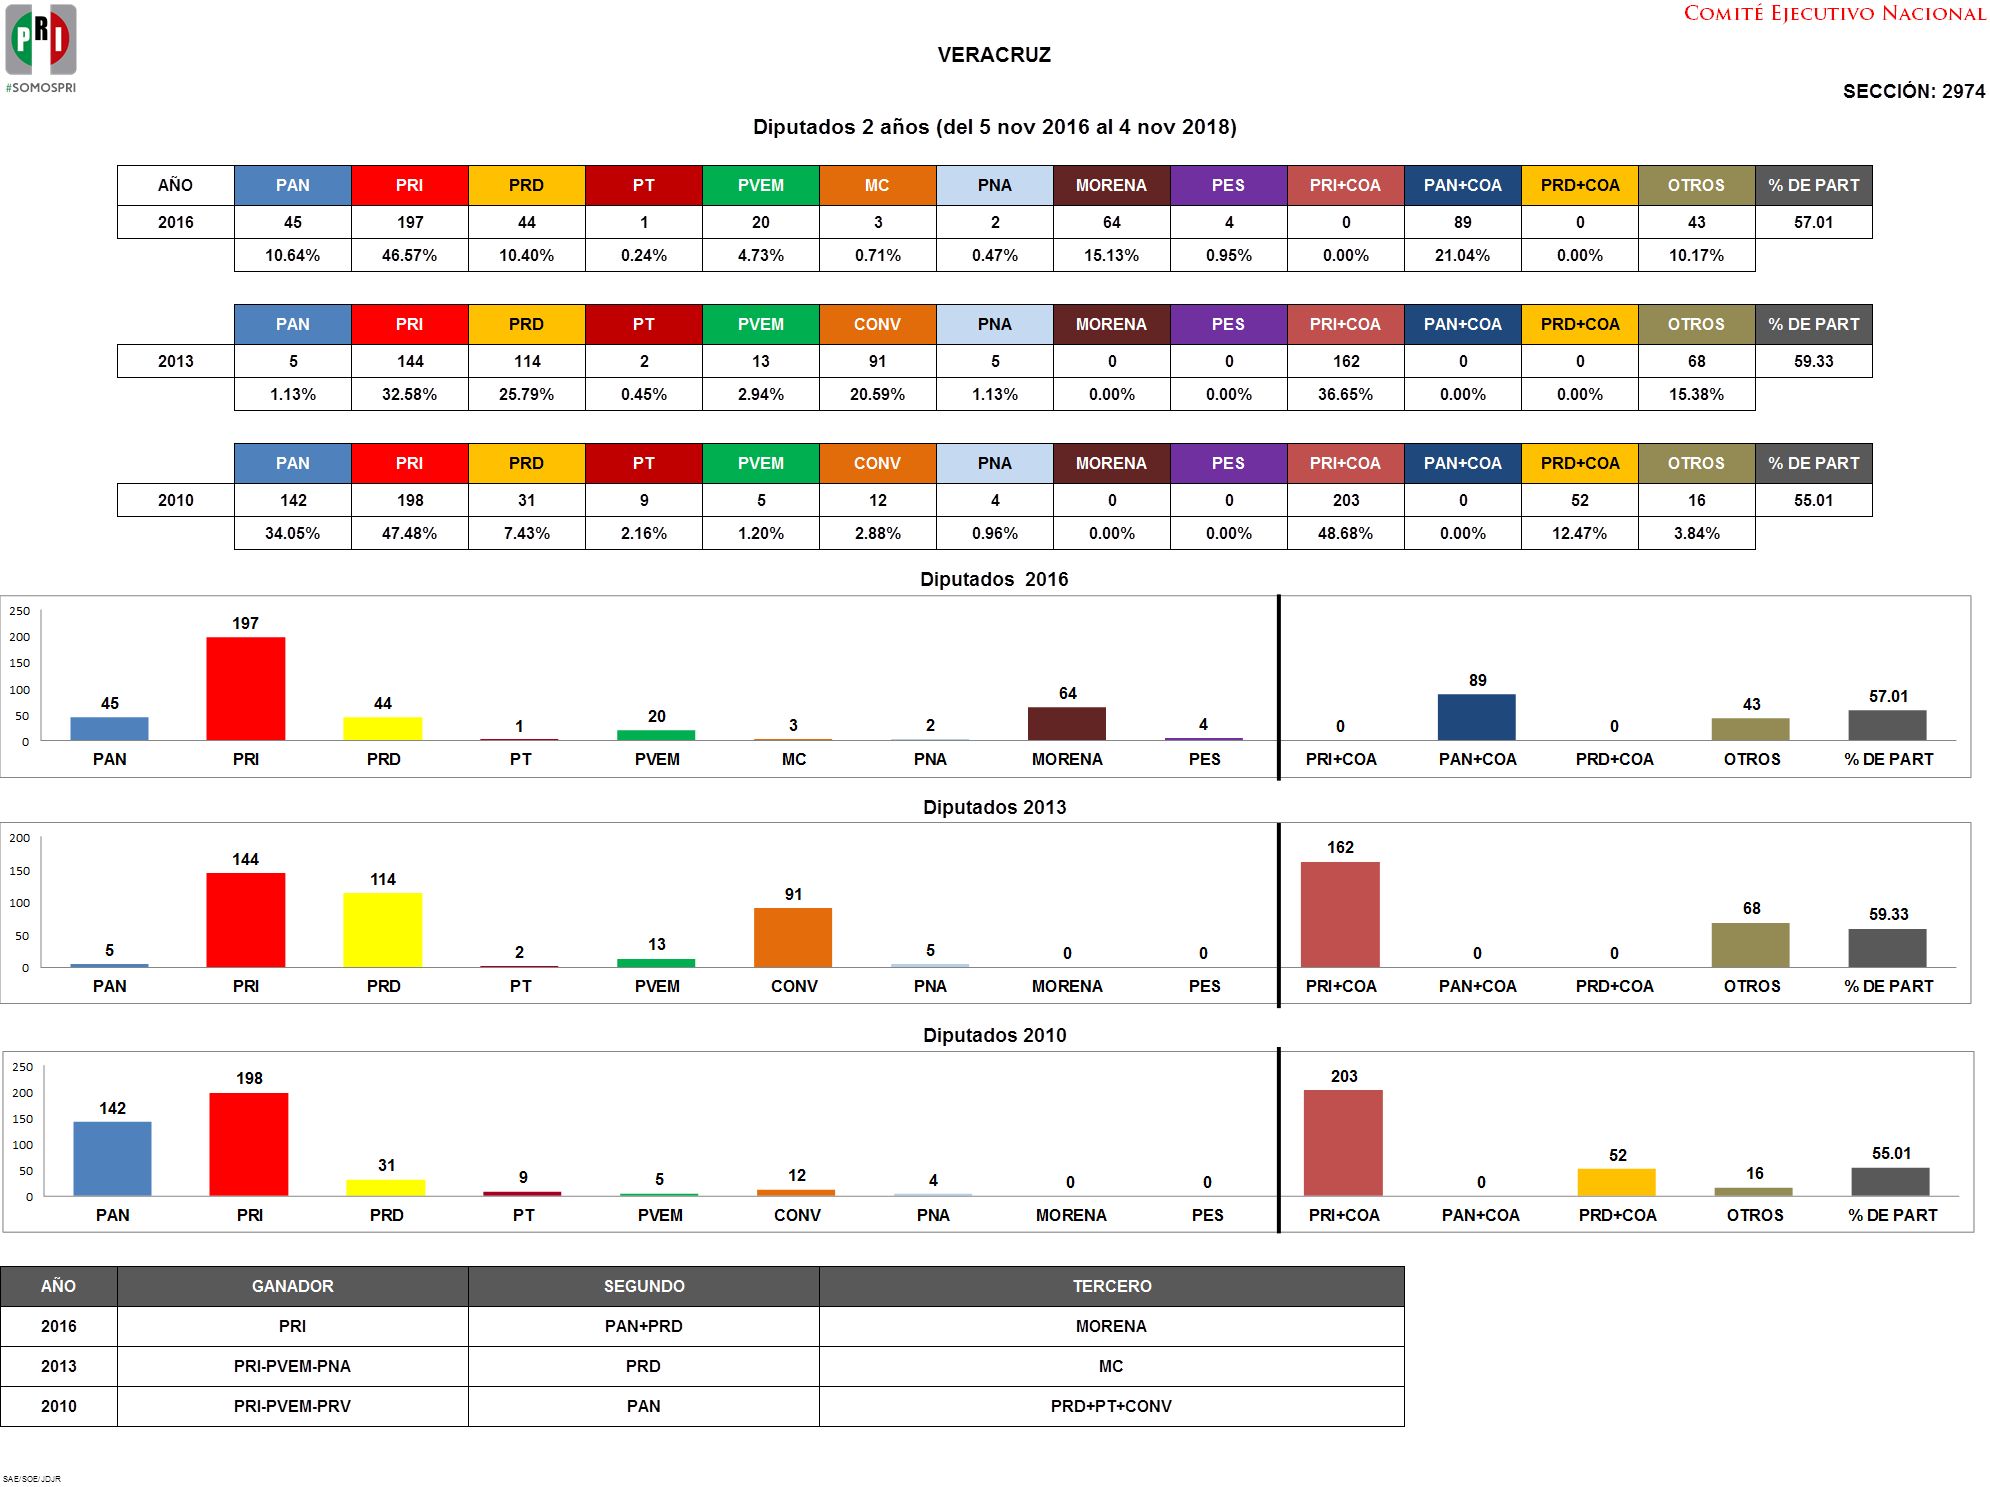 PRI
#SOMOSPRI
COMITÉ EJECUTIVO NACIONAL
VERACRUZ
SECCIÓN: 2974
Diputados 2 años (del 5 nov 2016 al 4 nov 2018)
AÑO PAN PRI PRD PT PVEM MC PNA MORENA PES PRI+COA PAN+COA PRD+COA OTROS % DE PART
2016 45 197 44 1 20 3 2 64 4 0 89 0 43 57.01
10.64% 46.57% 10.40% 0.24% 4.73% 0.71% 0.47% 15.13% 0.95% 0.00% 21.04% 0.00% 10.17%
PAN PRI PRD PT PVEM CONV PNA MORENA PES PRI+COA PAN+COA PRD+COA OTROS % DE PART
2013 5 144 114 2 13 91 5 0 0 162 0 0 68 59.33
1.13% 32.58% 25.79% 0.45% 2.94% 20.59% 1.13% 0.00% 0.00% 36.65% 0.00% 0.00% 15.38%
PAN PRI PRD PT PVEM CONV PNA MORENA PES PRI+COA PAN+COA PRD+COA OTROS % DE PART
2010 142 198 31 9 5 12 4 0 0 203 0 52 16 55.01
34.05% 47.48% 7.43% 2.16% 1.20% 2.88% 0.96% 0.00% 0.00% 48.68% 0.00% 12.47% 3.84%
Diputados 2016
250
200
150
100
50
0
45 197 44 1 20 3 2 64 4 0 89 0 43 57.01
PAN PRI PRD PT PVEM MC PNA MORENA PES PRI+COA PAN+COA PRD+COA OTROS % DE PART
Diputados 2013
200
150
100
50
0
5 144 114 2 13 91 5 0 0 162 0 0 68 59.33
PAN PRI PRD PT PVEM CONV PNA MORENA PES PRI+COA PAN+COA PRD+COA OTROS % DE PART
Diputados 2010
250
200
150
100
50
0
142 198 31 9 5 12 4 0 0 203 0 52 16 55.01
PAN PRI PRD PT PVEM CONV PNA MORENA PES PRI+COA PAN+COA PRD+COA OTROS % DE PART
AÑO GANADOR SEGUNDO TERCERO
2016 PRI PAN+PRD MORENA
2013 PRI-PVEM-PNA PRD MC
2010 PRI-PVEM-PRV PAN PRD+PT+CONV
SAE/SOE/JDJR